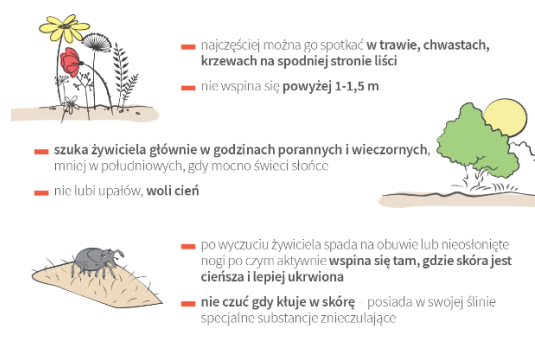 najczęściej można go spotkać w trawie, chwastach,
krzewach na spodniej stronie liści
nie wspina się powyżej 1-1,5 m
szuka żywiciela głównie w godzinach porannych i wieczornych,
mniej w południowych, gdy mocno świeci słońce
nie lubi upałów, woli cień
po wyczuciu żywiciela spada na obuwie lub nieosłonięte
nogi po czym aktywnie wspina się tam, gdzie skóra jest
cieńsza i lepiej ukrwiona
nie czuć gdy kłuje w skórę – posiada w swojej ślinie
specjalne substancje znieczulające